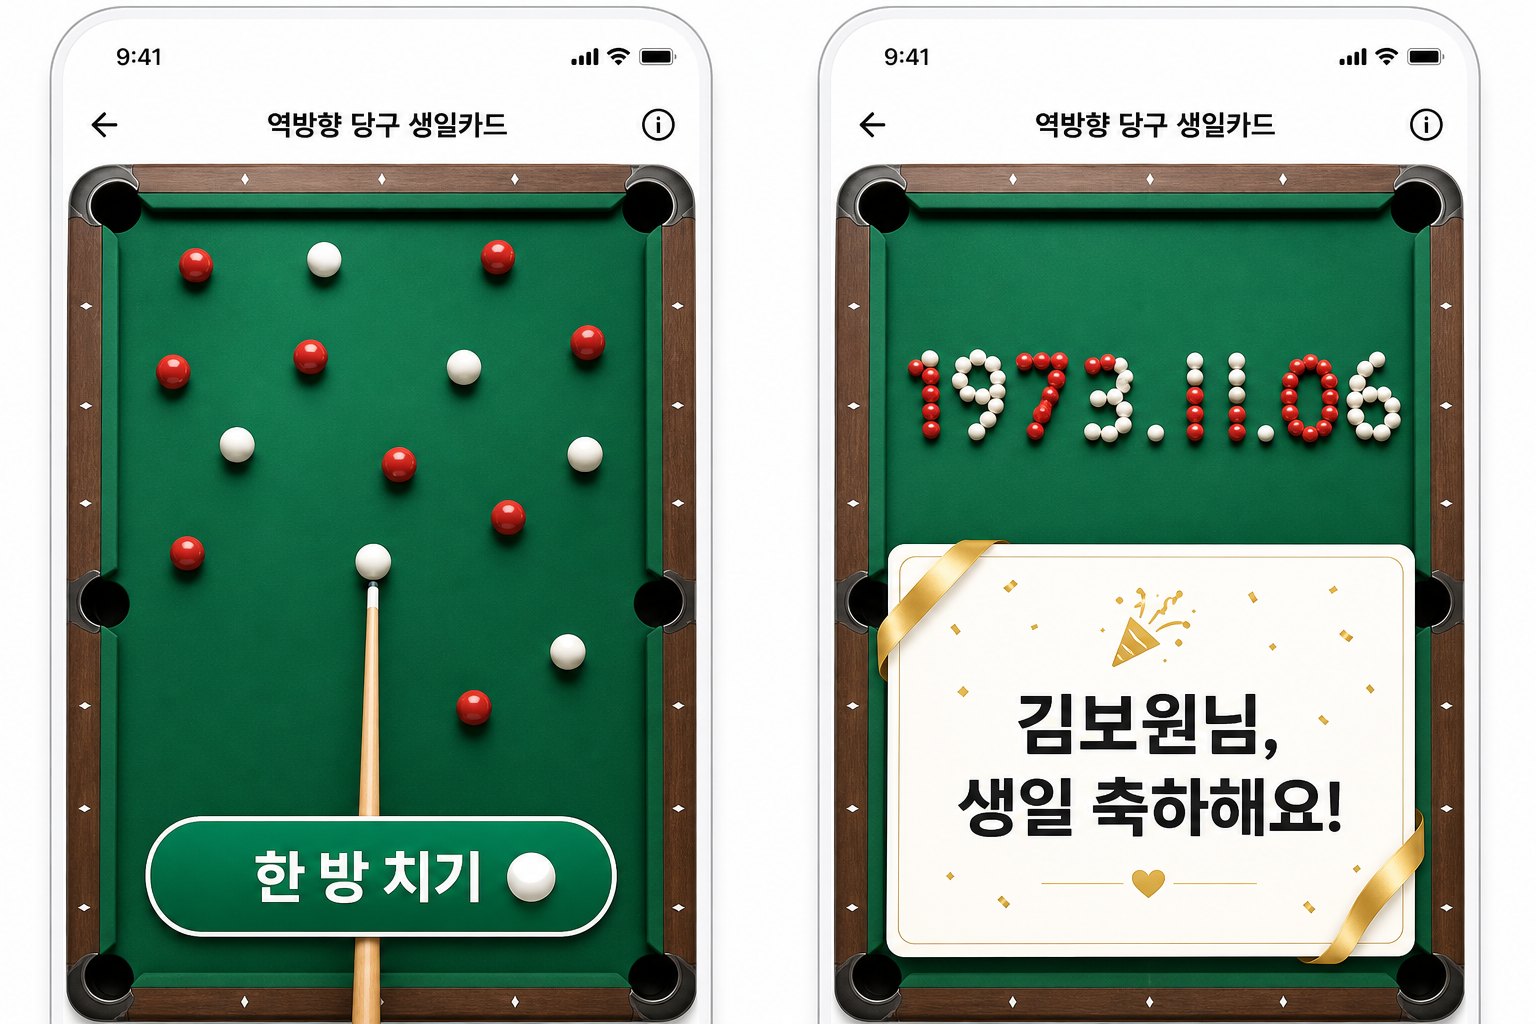 9:41
역방향 당구 생일카드
한 방 치기
9:41
역방향 당구 생일카드
1973.11.06
김보원님,
생일 축하해요!